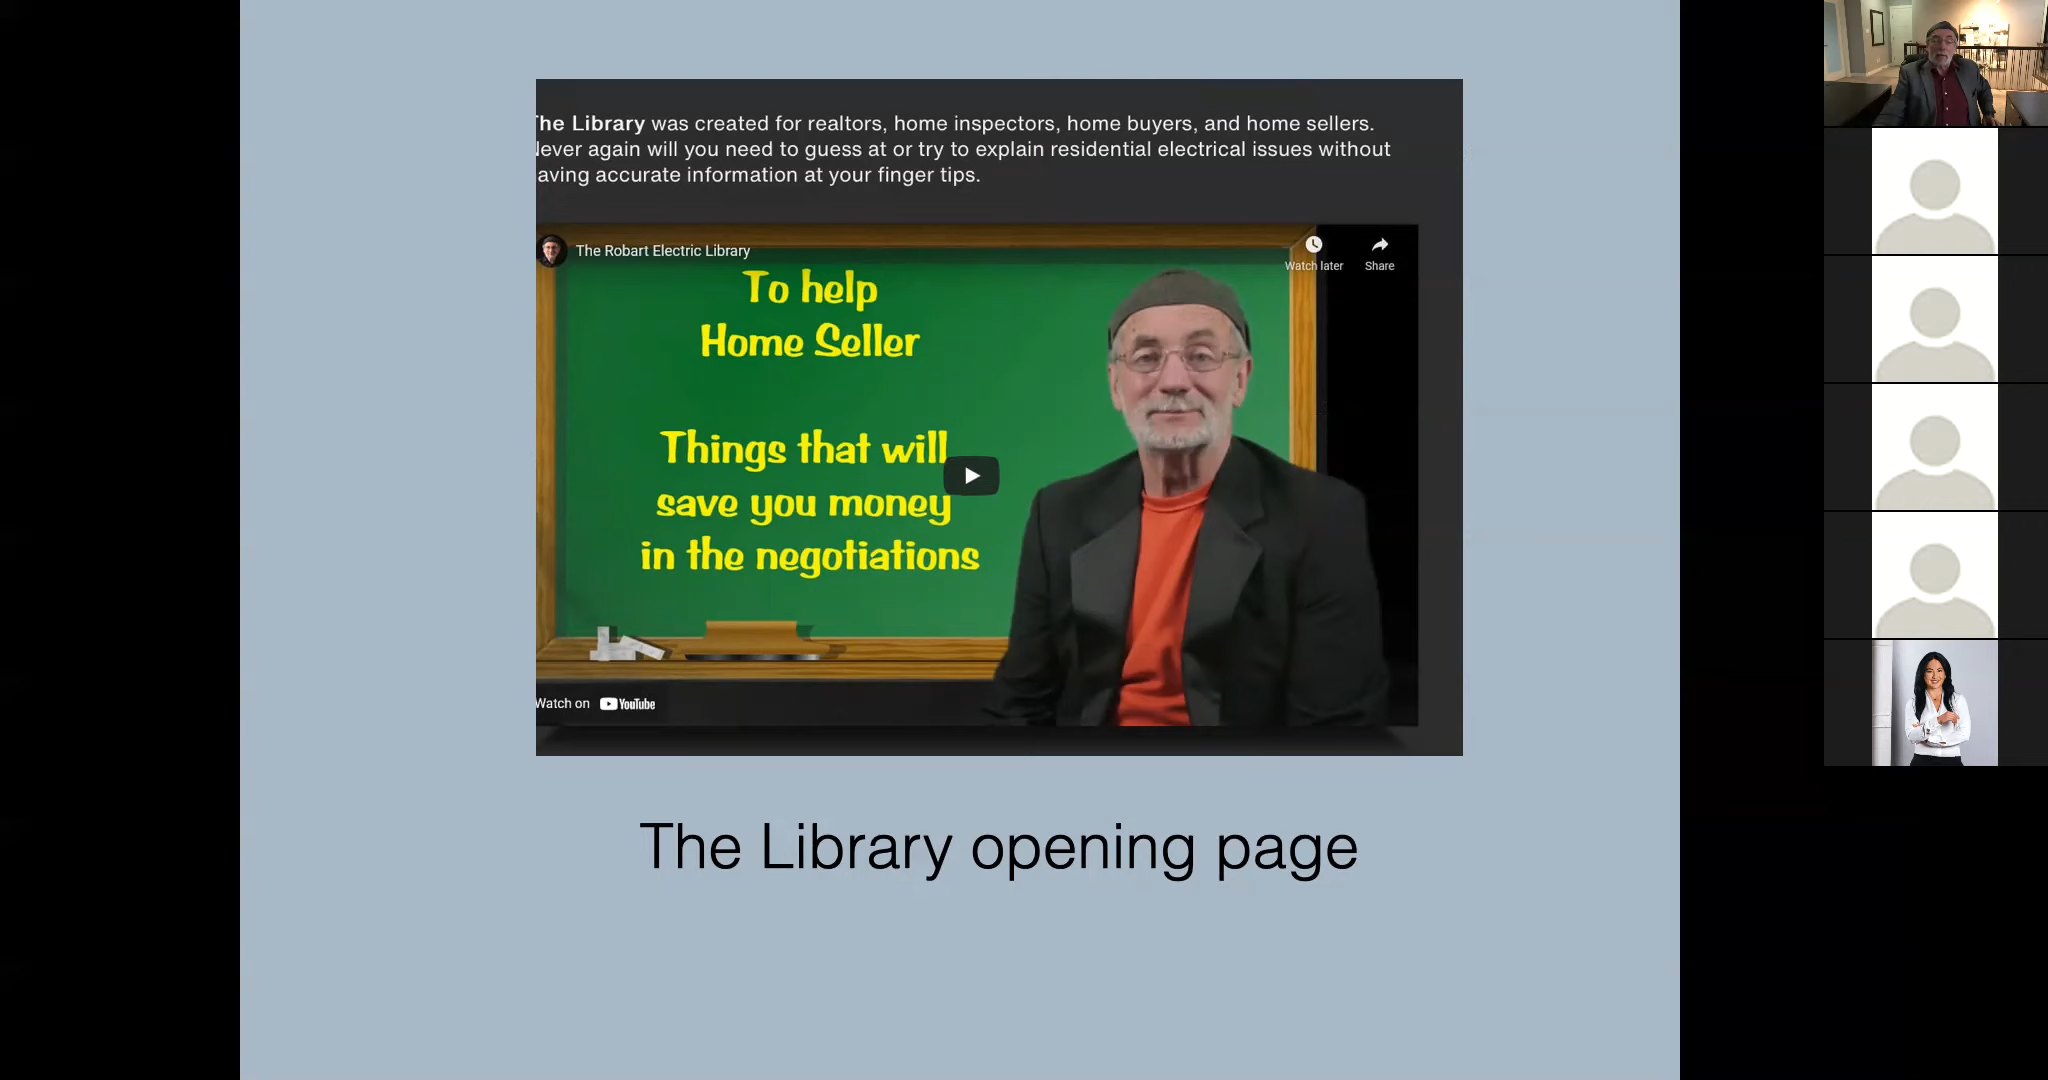 The Library was created for realtors, home inspectors, home buyers, and home sellers.
Never again will you need to guess at or try to explain residential electrical issues without
aving accurate information at your finger tips.
The Robart Electric Library
Watch later
Share
To help
Home Seller
Things that will
save you money
in the negotiations
Watch on YouTube
The Library opening page